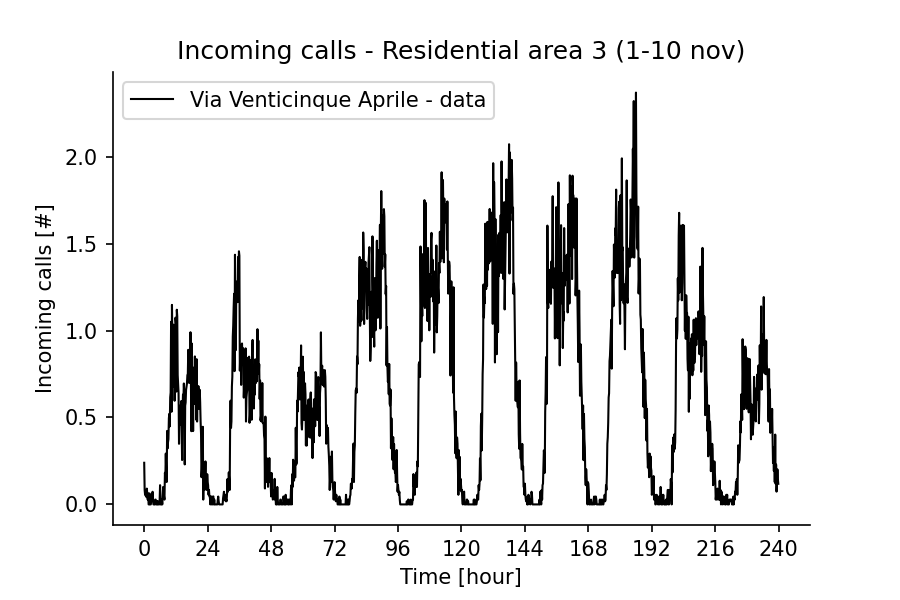 Incoming calls - Residential area 3 (1-10 nov)
Via Venticinque Aprile - data
Incoming calls [#]
2.0
1.5
1.0
0.5
0.0
0 24 48 72 96 120 144 168 192 216 240
Time [hour]